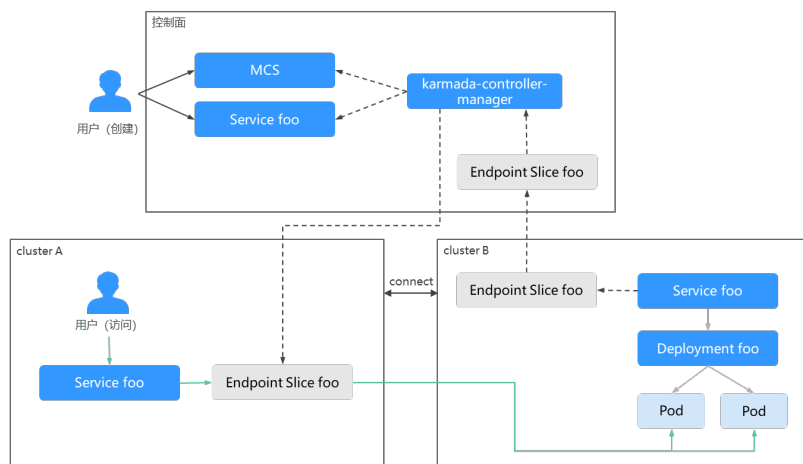 控制面
MCS
karmada-controller-
manager
Service foo
用户（创建）
Endpoint Slice foo
cluster A
cluster B
connect
Endpoint Slice foo
Service foo
用户（访问）
Deployment foo
Service foo
Endpoint Slice foo
Pod
Pod